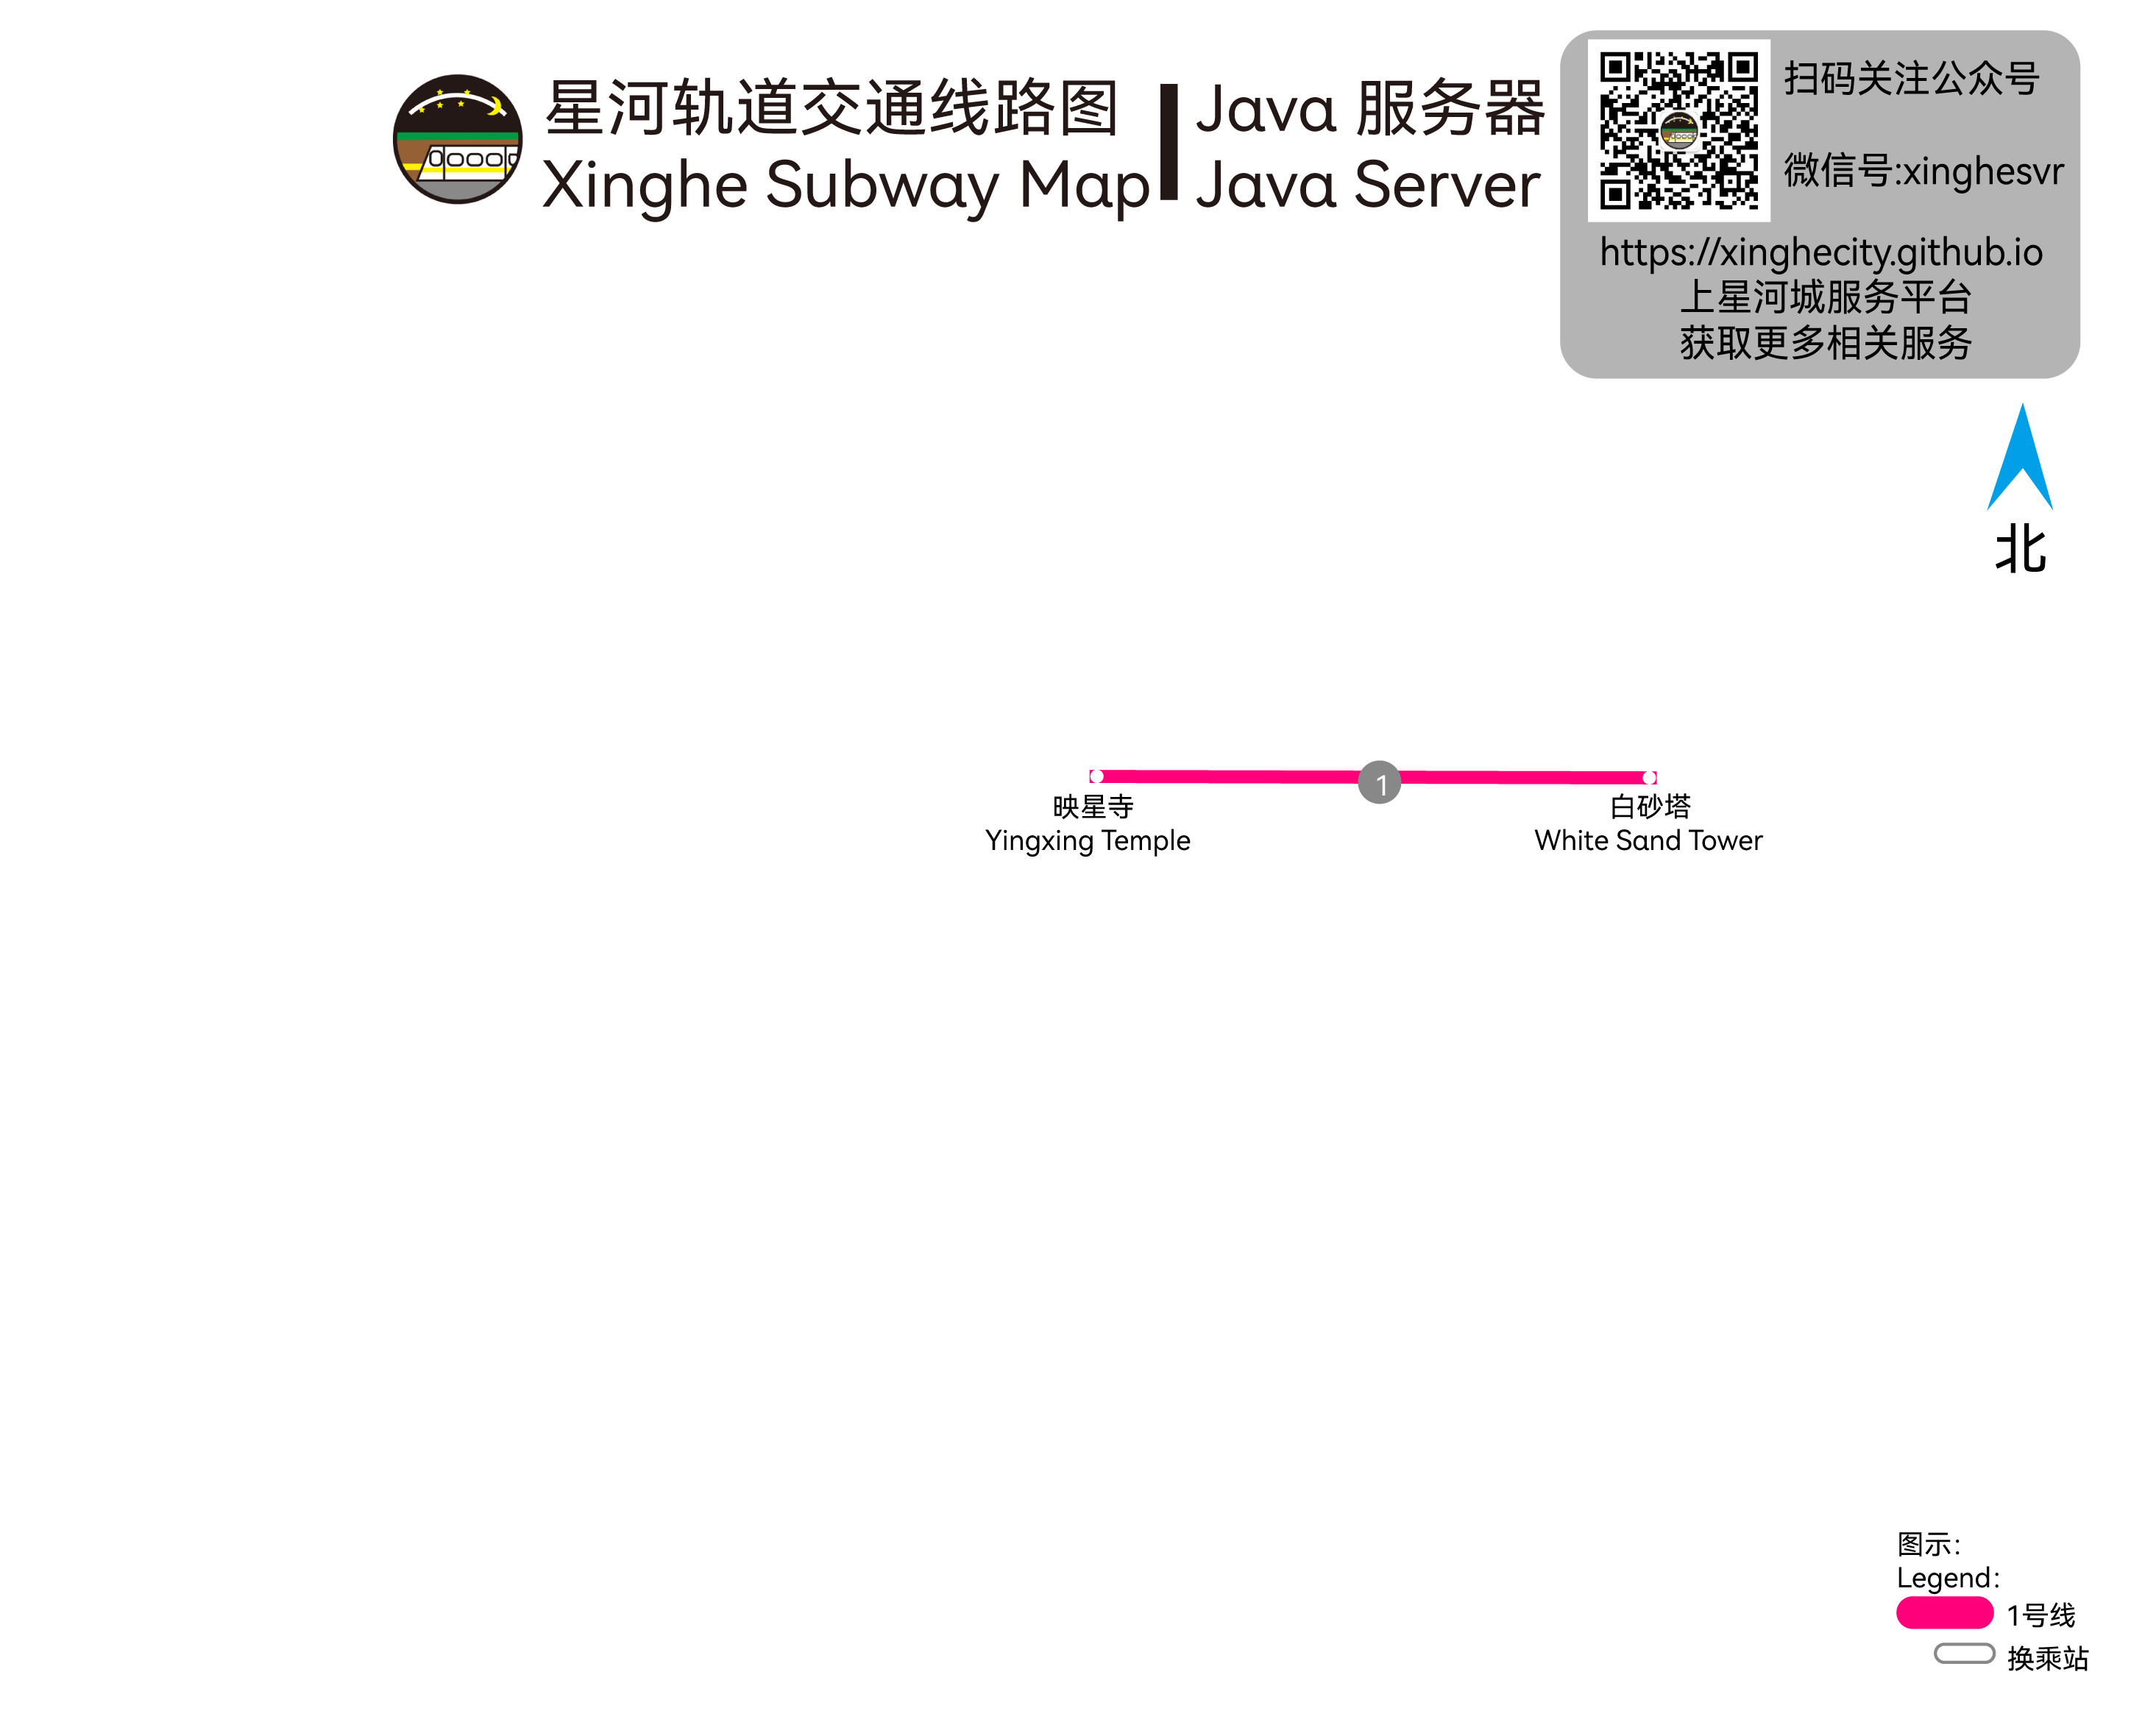 星河轨道交通线路图
Xinghe Subway Map
Java 服务器
Java Server
扫码关注公众号
微信号:xinghesvr
https://xinghecity.github.io
上星河城服务平台
获取更多相关服务
北
1
映星寺
Yingxing Temple
白砂塔
White Sand Tower
图示:
Legend:
1号线
换乘站